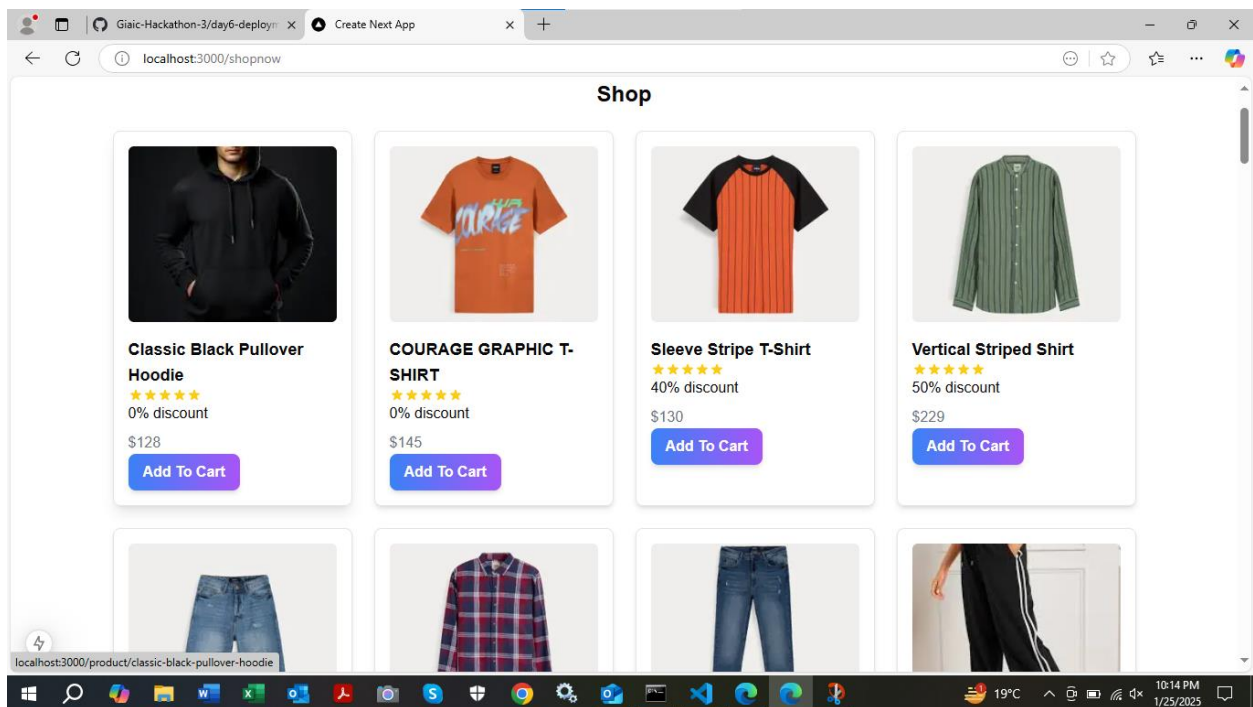 Giaic-Hackathon-3/day6-deploym
Create Next App
localhost:3000/shopnow
Shop
Classic Black Pullover
Hoodie
0% discount
$128
Add To Cart
COURAGE GRAPHIC T-
SHIRT
0% discount
$145
Add To Cart
Sleeve Stripe T-Shirt
40% discount
$130
Add To Cart
Vertical Striped Shirt
50% discount
$229
Add To Cart
COURAGE
localhost:3000/product/classic-black-pullover-hoodie
19°C
10:14 PM
1/25/2025